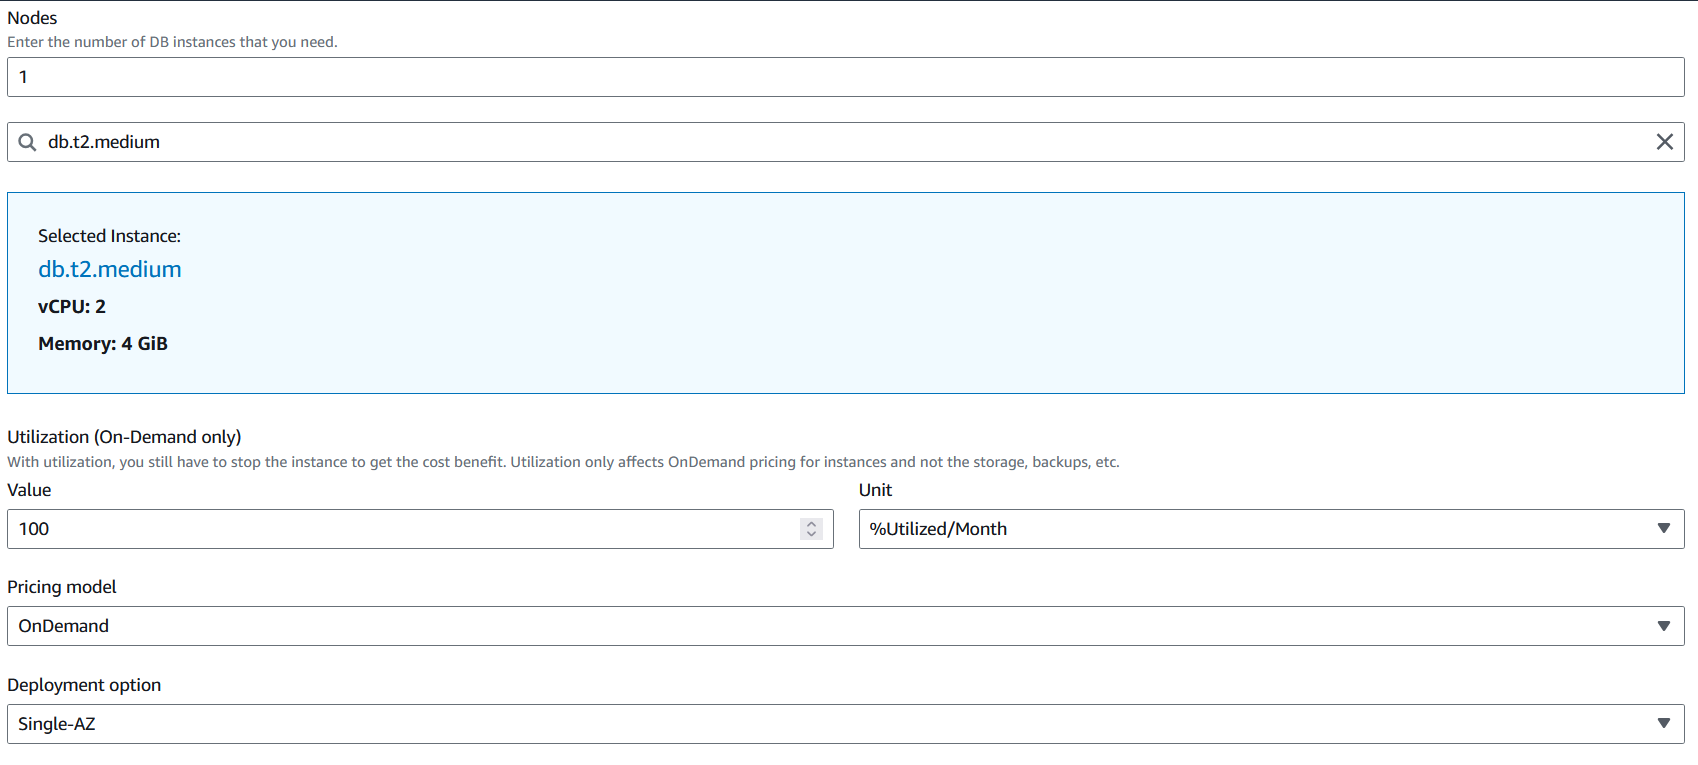 Nodes
Enter the number of DB instances that you need.
1
db.t2.medium
Selected Instance:
db.t2.medium
vCPU: 2
Memory: 4 GiB
Utilization (On-Demand only)
With utilization, you still have to stop the instance to get the cost benefit. Utilization only affects OnDemand pricing for instances and not the storage, backups, etc.
Value
Unit
100
%Utilized/Month
Pricing model
OnDemand
Deployment option
Single-AZ